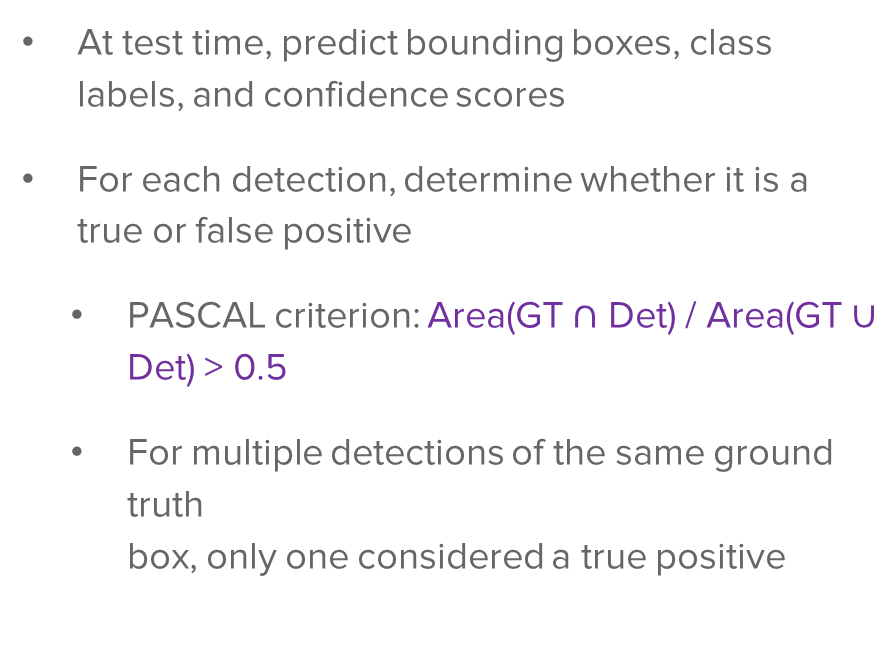 • At test time, predict bounding boxes, class
labels, and confidence scores
• For each detection, determine whether it is a
true or false positive
• PASCAL criterion: Area(GT ∩ Det) / Area(GT ∪
Det) > 0.5
• For multiple detections of the same ground
truth
box, only one considered a true positive